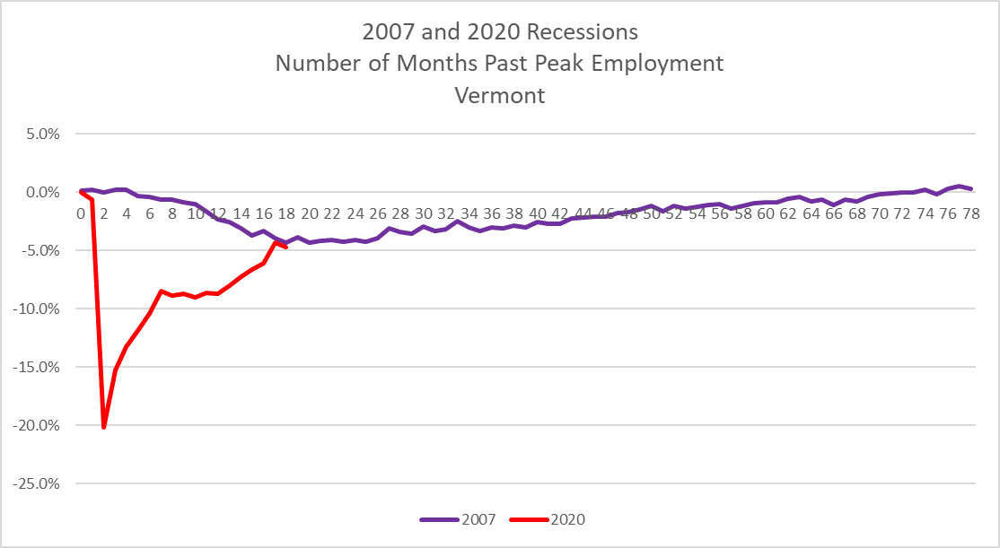 2007 and 2020 Recessions
Number of Months Past Peak Employment
Vermont
5.0%
0.0%
0 2 4 6 8 10 12 14 16 18 20 22 24 26 28 30 32 34 36 38 40 42 44 46 48 50 52 54 56 58 60 62 64 66 68 70 72 74 76 78
-5.0%
-10.0%
-15.0%
-20.0%
-25.0%
2007 2020